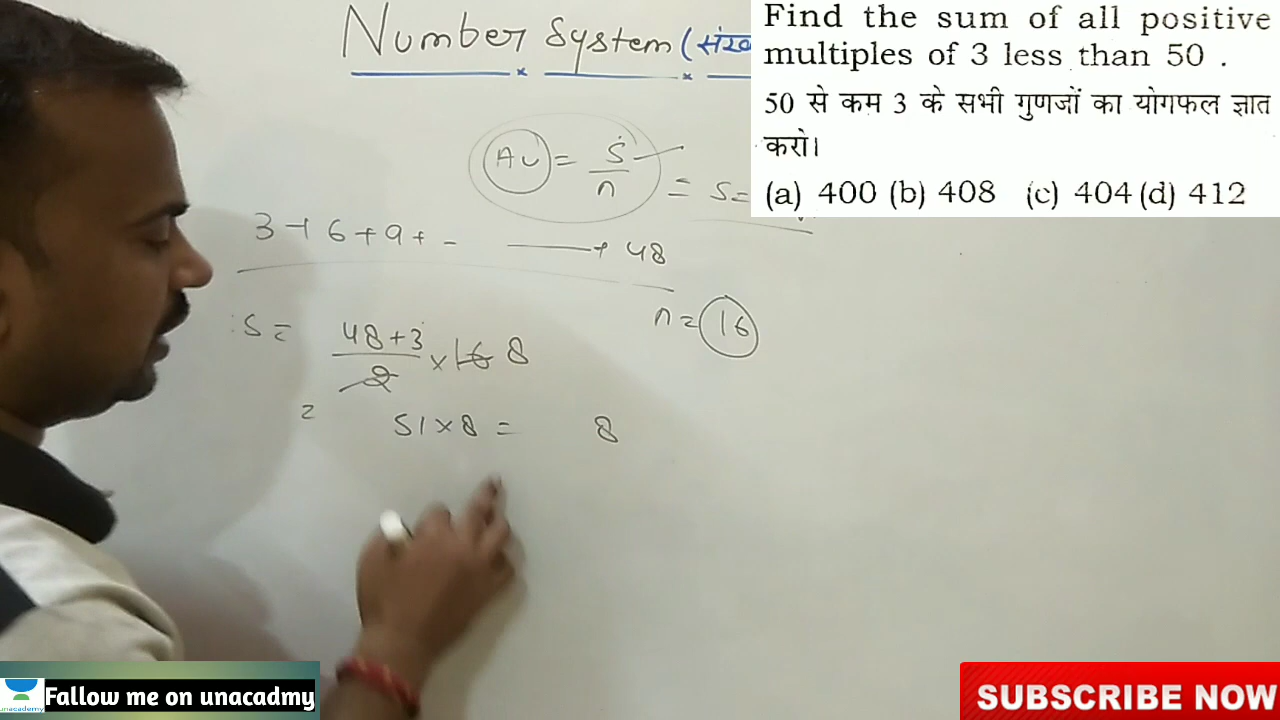 Number System (संख
Find the sum of all positive
multiples of 3 less than 50 .
50 से कम 3 के सभी गुणजों का योगफल ज्ञात
करो।
(a) 400 (b) 408 (c) 404 (d) 412
Av = S/n = S=
3+6+9+- —+ 48
n= 16
S= 48+3/2 ×16 8
= 51×8 = 8
unacademy
Fallow me on unacadmy
SUBSCRIBE NOW